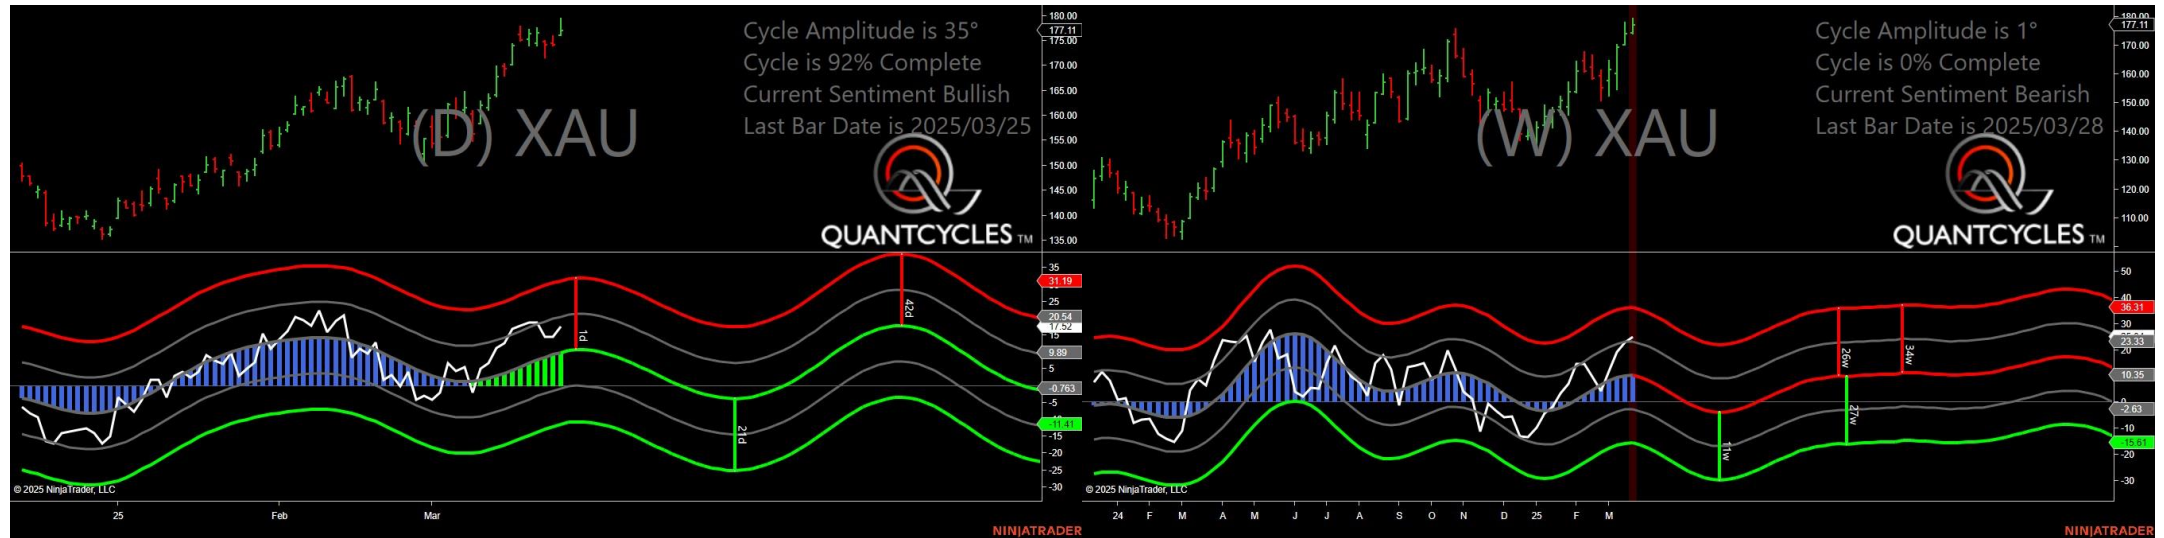 Cycle Amplitude is 35°
Cycle is 92% Complete
Current Sentiment Bullish
Last Bar Date is 2025/03/25
(D) XAU
QUANTCYCLES TM
180.00
177.11
175.00
170.00
165.00
160.00
155.00
150.00
145.00
140.00
135.00
35
31.19
25
20.54
17.52
15
9.89
5
-0.763
-5
-11.41
-15
-20
-25
-30
1d
21d
42d
© 2025 NinjaTrader, LLC
25
Feb
Mar
NINJATRADER
Cycle Amplitude is 1°
Cycle is 0% Complete
Current Sentiment Bearish
Last Bar Date is 2025/03/28
(W) XAU
QUANTCYCLES TM
180.00
177.11
170.00
160.00
150.00
140.00
130.00
120.00
110.00
50
40
36.31
30
23.33
20
10.35
0
-2.63
-10
-15.61
-20
-30
11w
26w
27w
34w
© 2025 NinjaTrader, LLC
24 F M A M J J A S O N D 25 F M
NINJATRADER